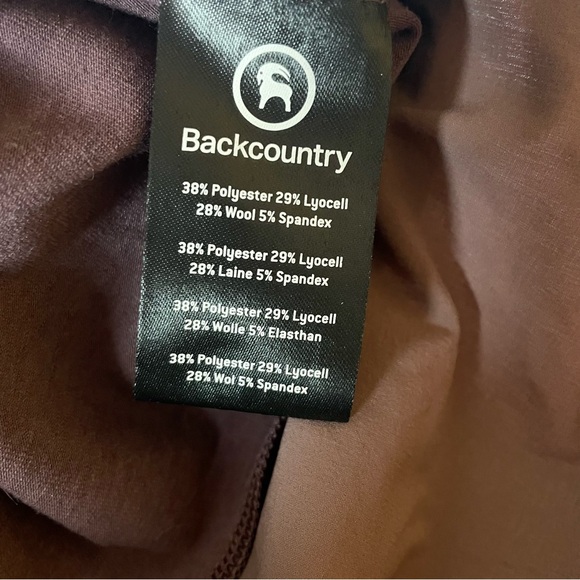 Backcountry
38% Polyester 29% Lyocell
28% Wool 5% Spandex
38% Polyester 29% Lyocell
28% Laine 5% Spandex
38% Polyester 29% Lyocell
28% Wolle 5% Elasthan
38% Polyester 29% Lyocell
28% Wol 5% Spandex